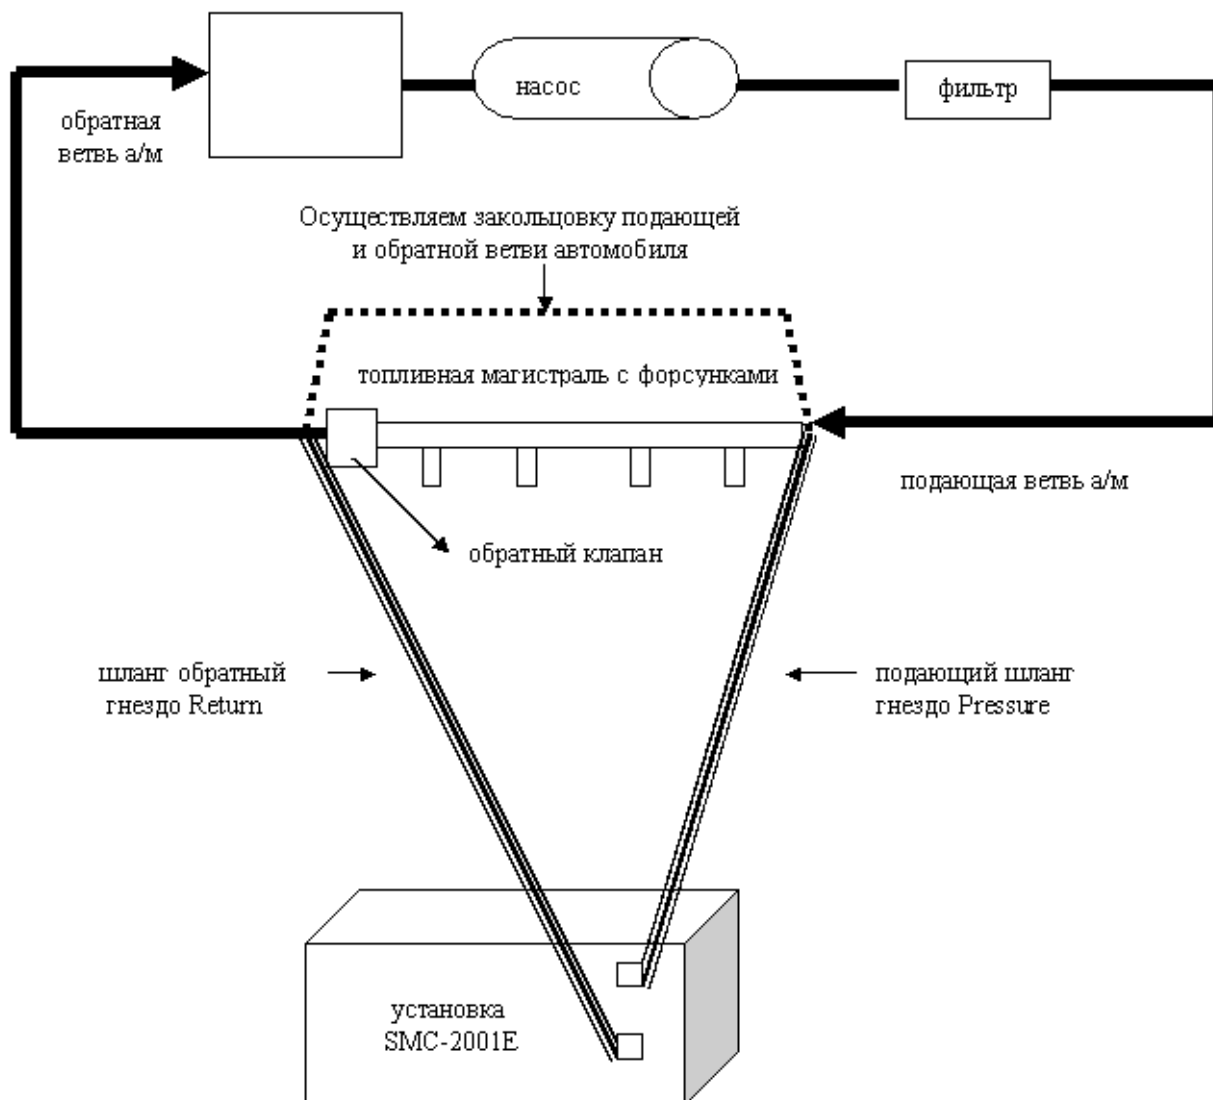 насос
фильтр
обратная
ветвь а/м
Осуществляем закольцовку подающей
и обратной ветви автомобиля
топливная магистраль с форсунками
подающая ветвь а/м
обратный клапан
шланг обратный
гнездо Return
подающий шланг
гнездо Pressure
установка
SMC-2001E